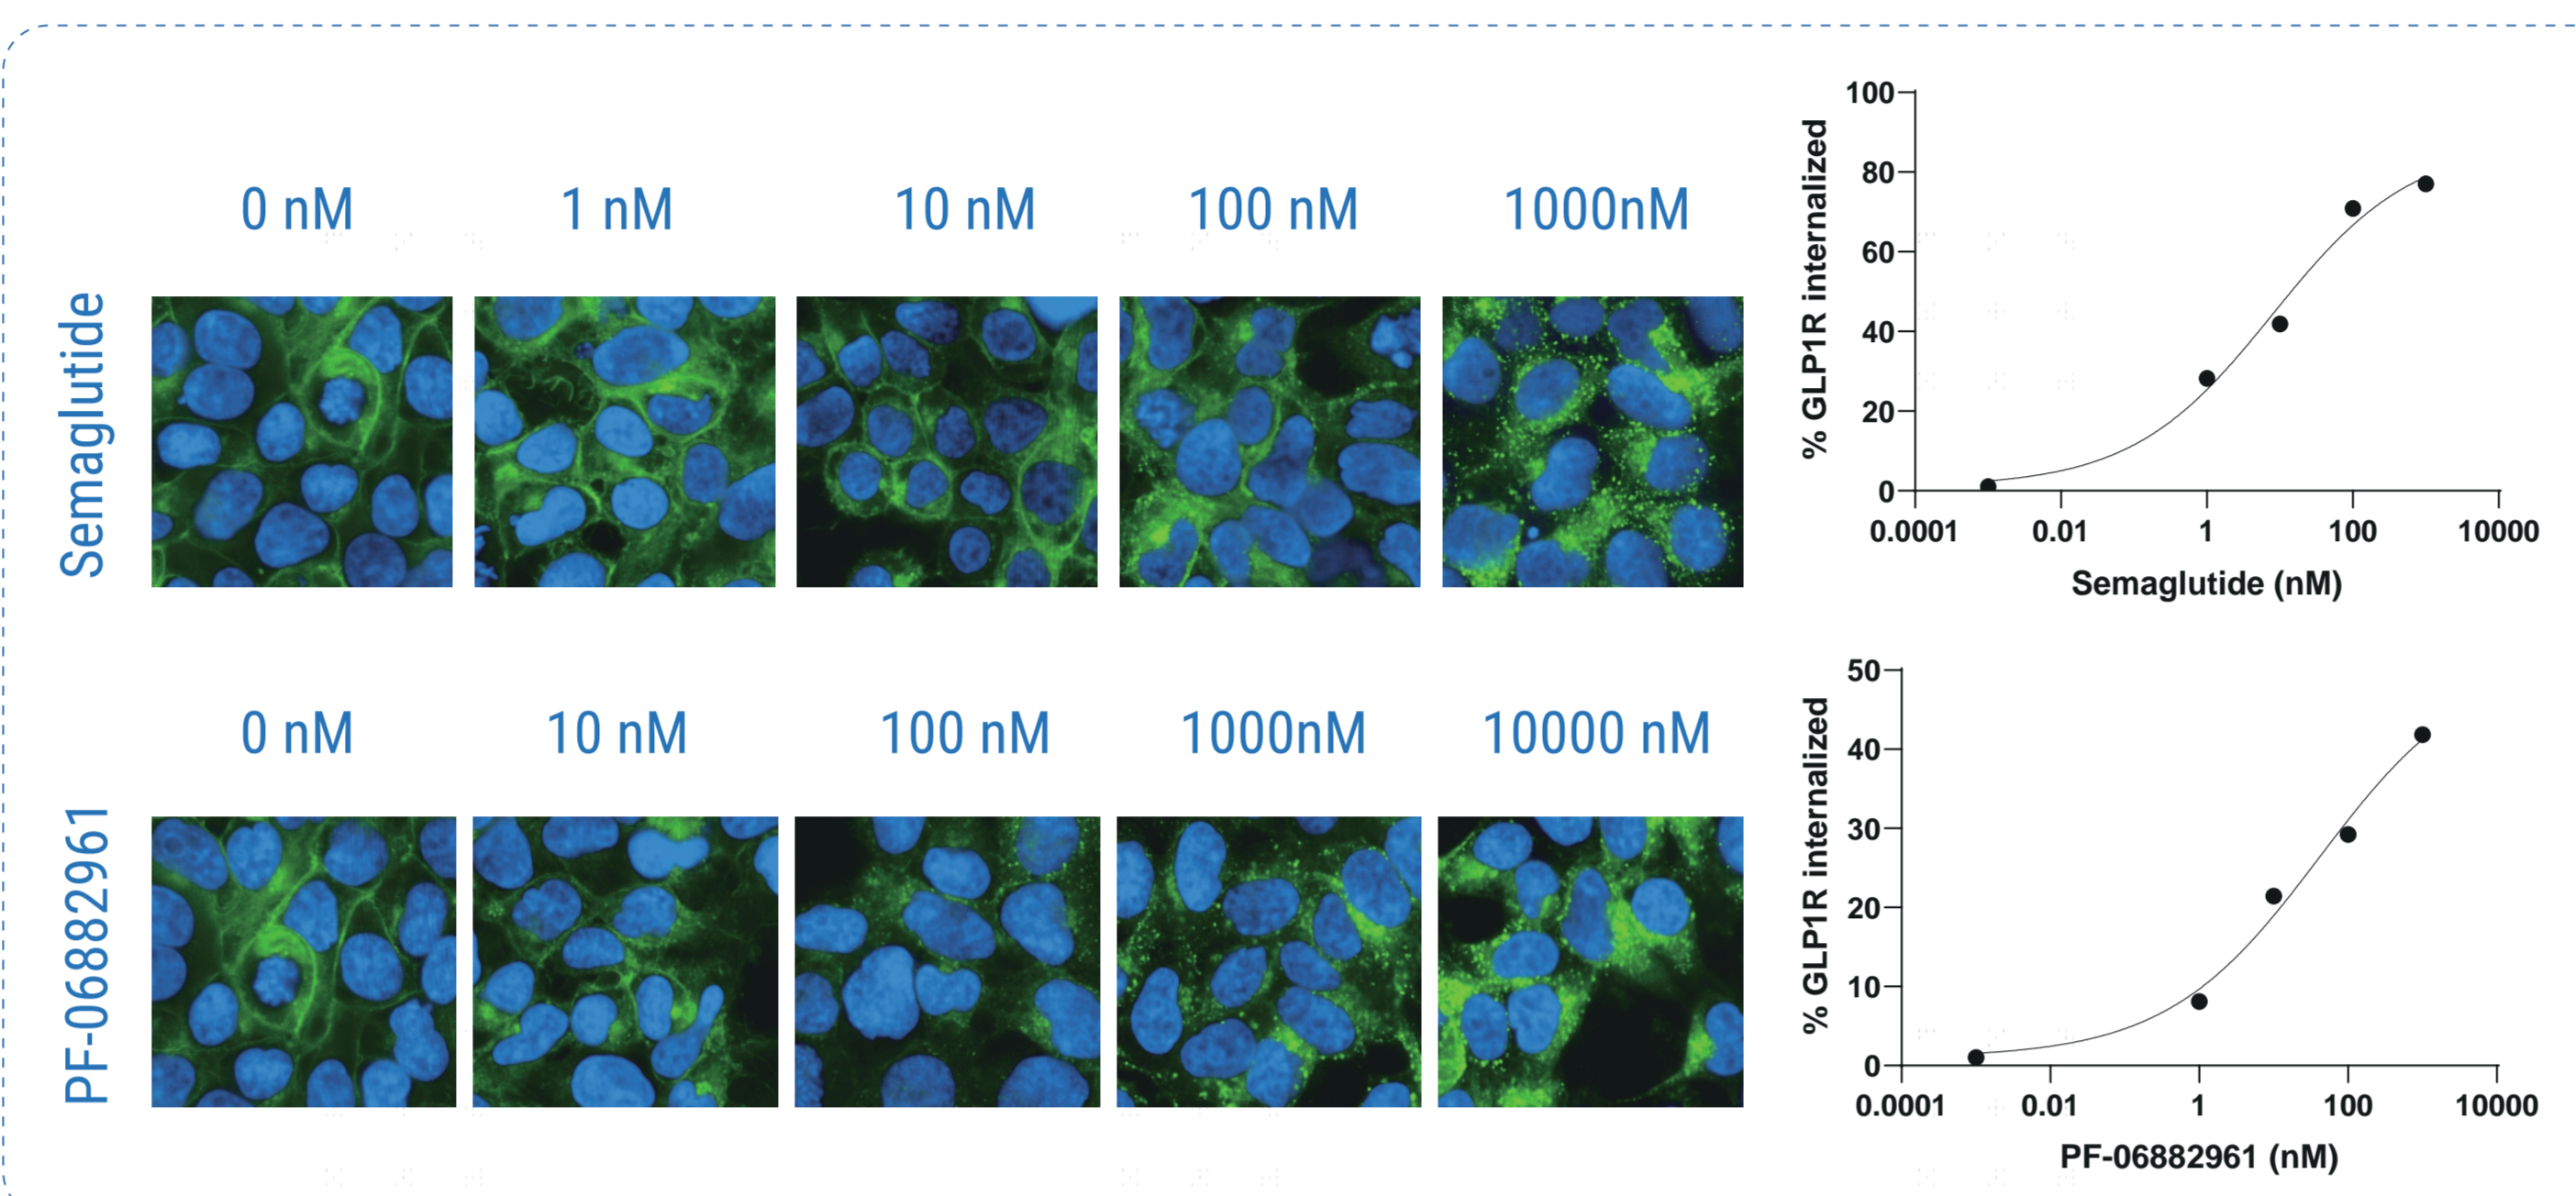 0 nM
1 nM
10 nM
100 nM
1000nM
Semaglutide
% GLP1R internalized
100
80
60
40
20
0
0.0001
0.01
1
100
10000
Semaglutide (nM)
0 nM
10 nM
100 nM
1000nM
10000 nM
PF-06882961
% GLP1R internalized
50
40
30
20
10
0
0.0001
0.01
1
100
10000
PF-06882961 (nM)